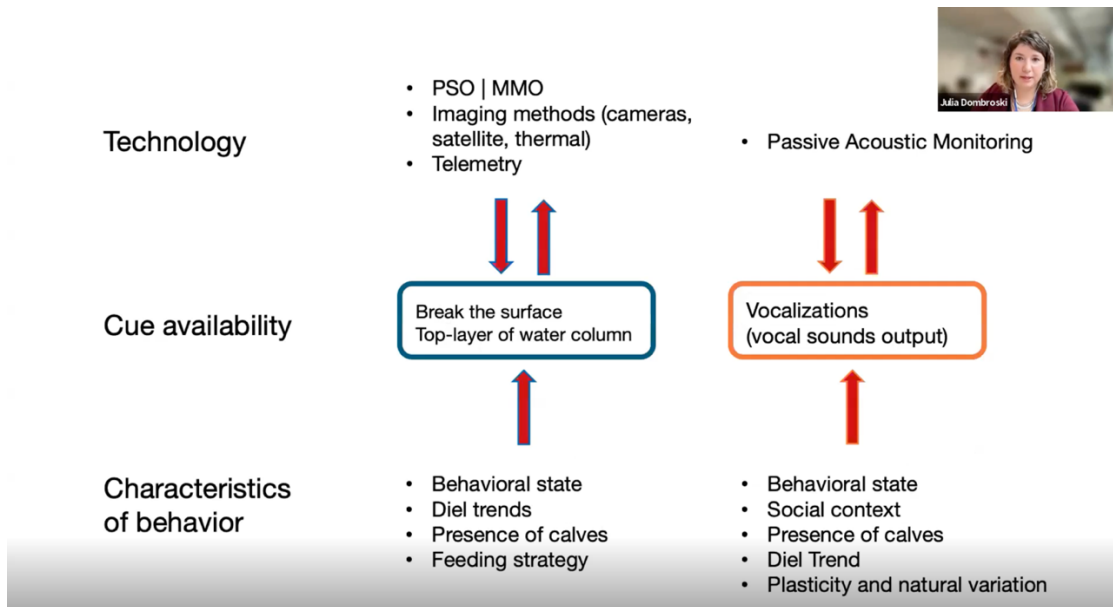 Julia Dombroski
Technology
• PSO | MMO
• Imaging methods (cameras,
satellite, thermal)
• Telemetry
• Passive Acoustic Monitoring
Cue availability
Break the surface
Top-layer of water column
Vocalizations
(vocal sounds output)
Characteristics
of behavior
• Behavioral state
• Diel trends
• Presence of calves
• Feeding strategy
• Behavioral state
• Social context
• Presence of calves
• Diel Trend
• Plasticity and natural variation